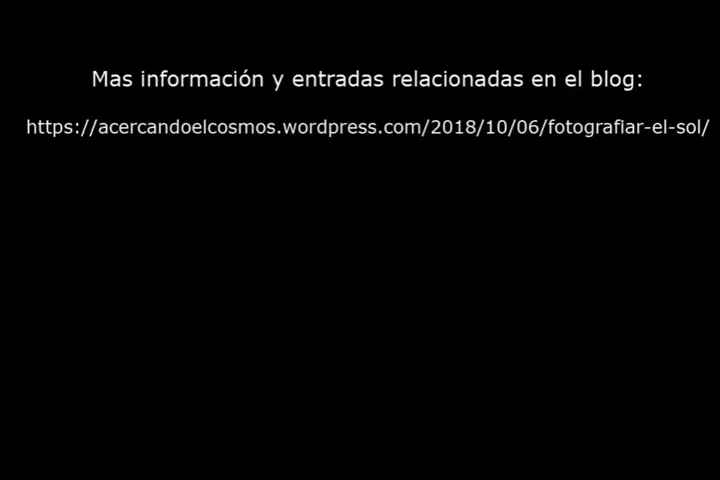 Mas información y entradas relacionadas en el blog:
https://acercandoelcosmos.wordpress.com/2018/10/06/fotografiar-el-sol/